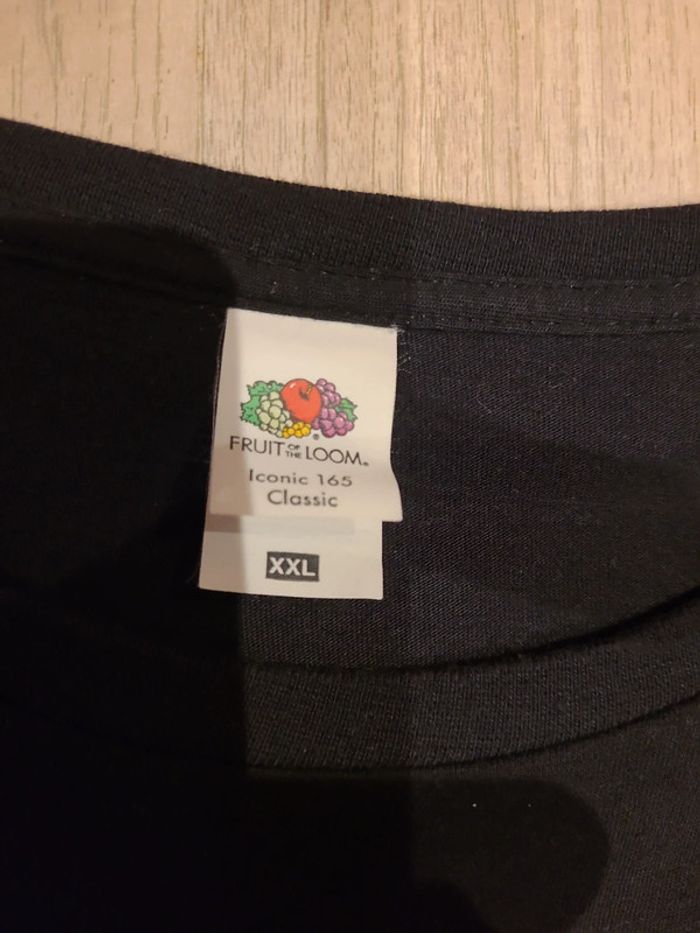 FRUIT OF THE LOOM®
Iconic 165
Classic
XXL